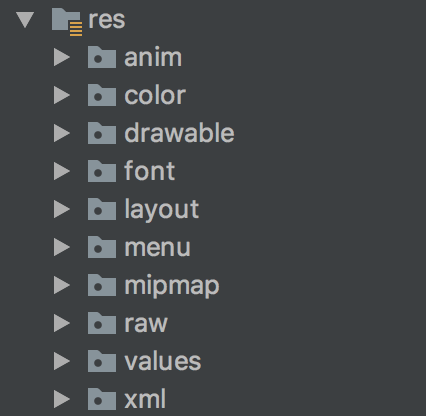 res
anim
color
drawable
font
layout
menu
mipmap
raw
values
xml